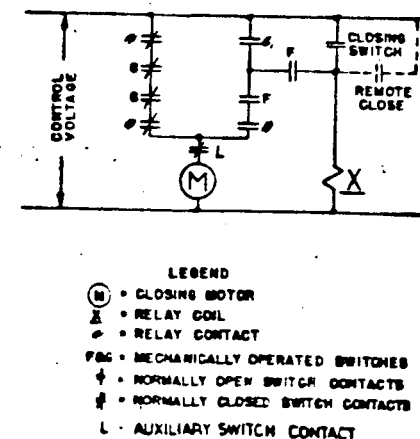 CONTROL VOLTAGE
G
G
F
F
L
M
X
CLOSING
SWITCH
REMOTE
CLOSE
LEGEND
M = CLOSING MOTOR
X = RELAY COIL
= RELAY CONTACT
F&G = MECHANICALLY OPERATED SWITCHES
= NORMALLY OPEN SWITCH CONTACTS
= NORMALLY CLOSED SWITCH CONTACTS
L - AUXILIARY SWITCH CONTACT